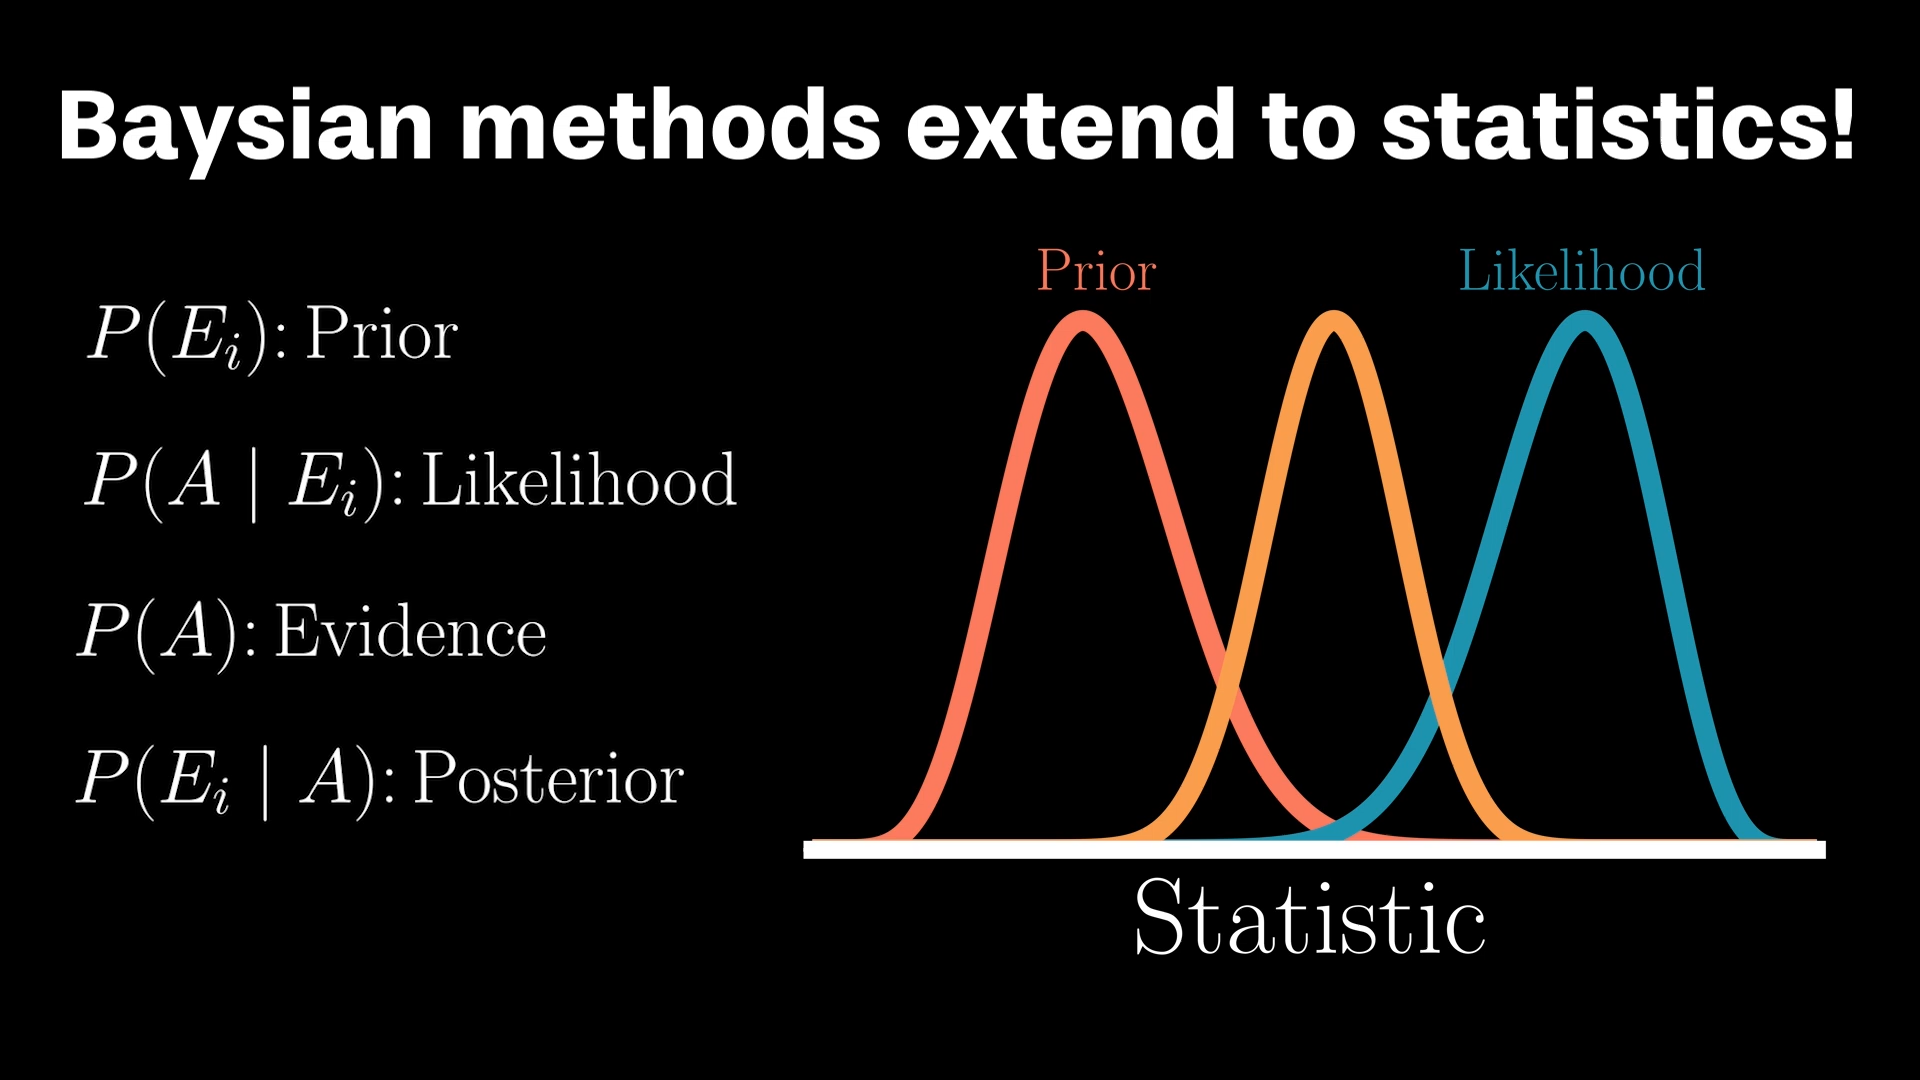 Baysian methods extend to statistics!
P(E_i): Prior
P(A | E_i): Likelihood
P(A): Evidence
P(E_i | A): Posterior
Prior
Likelihood
Statistic